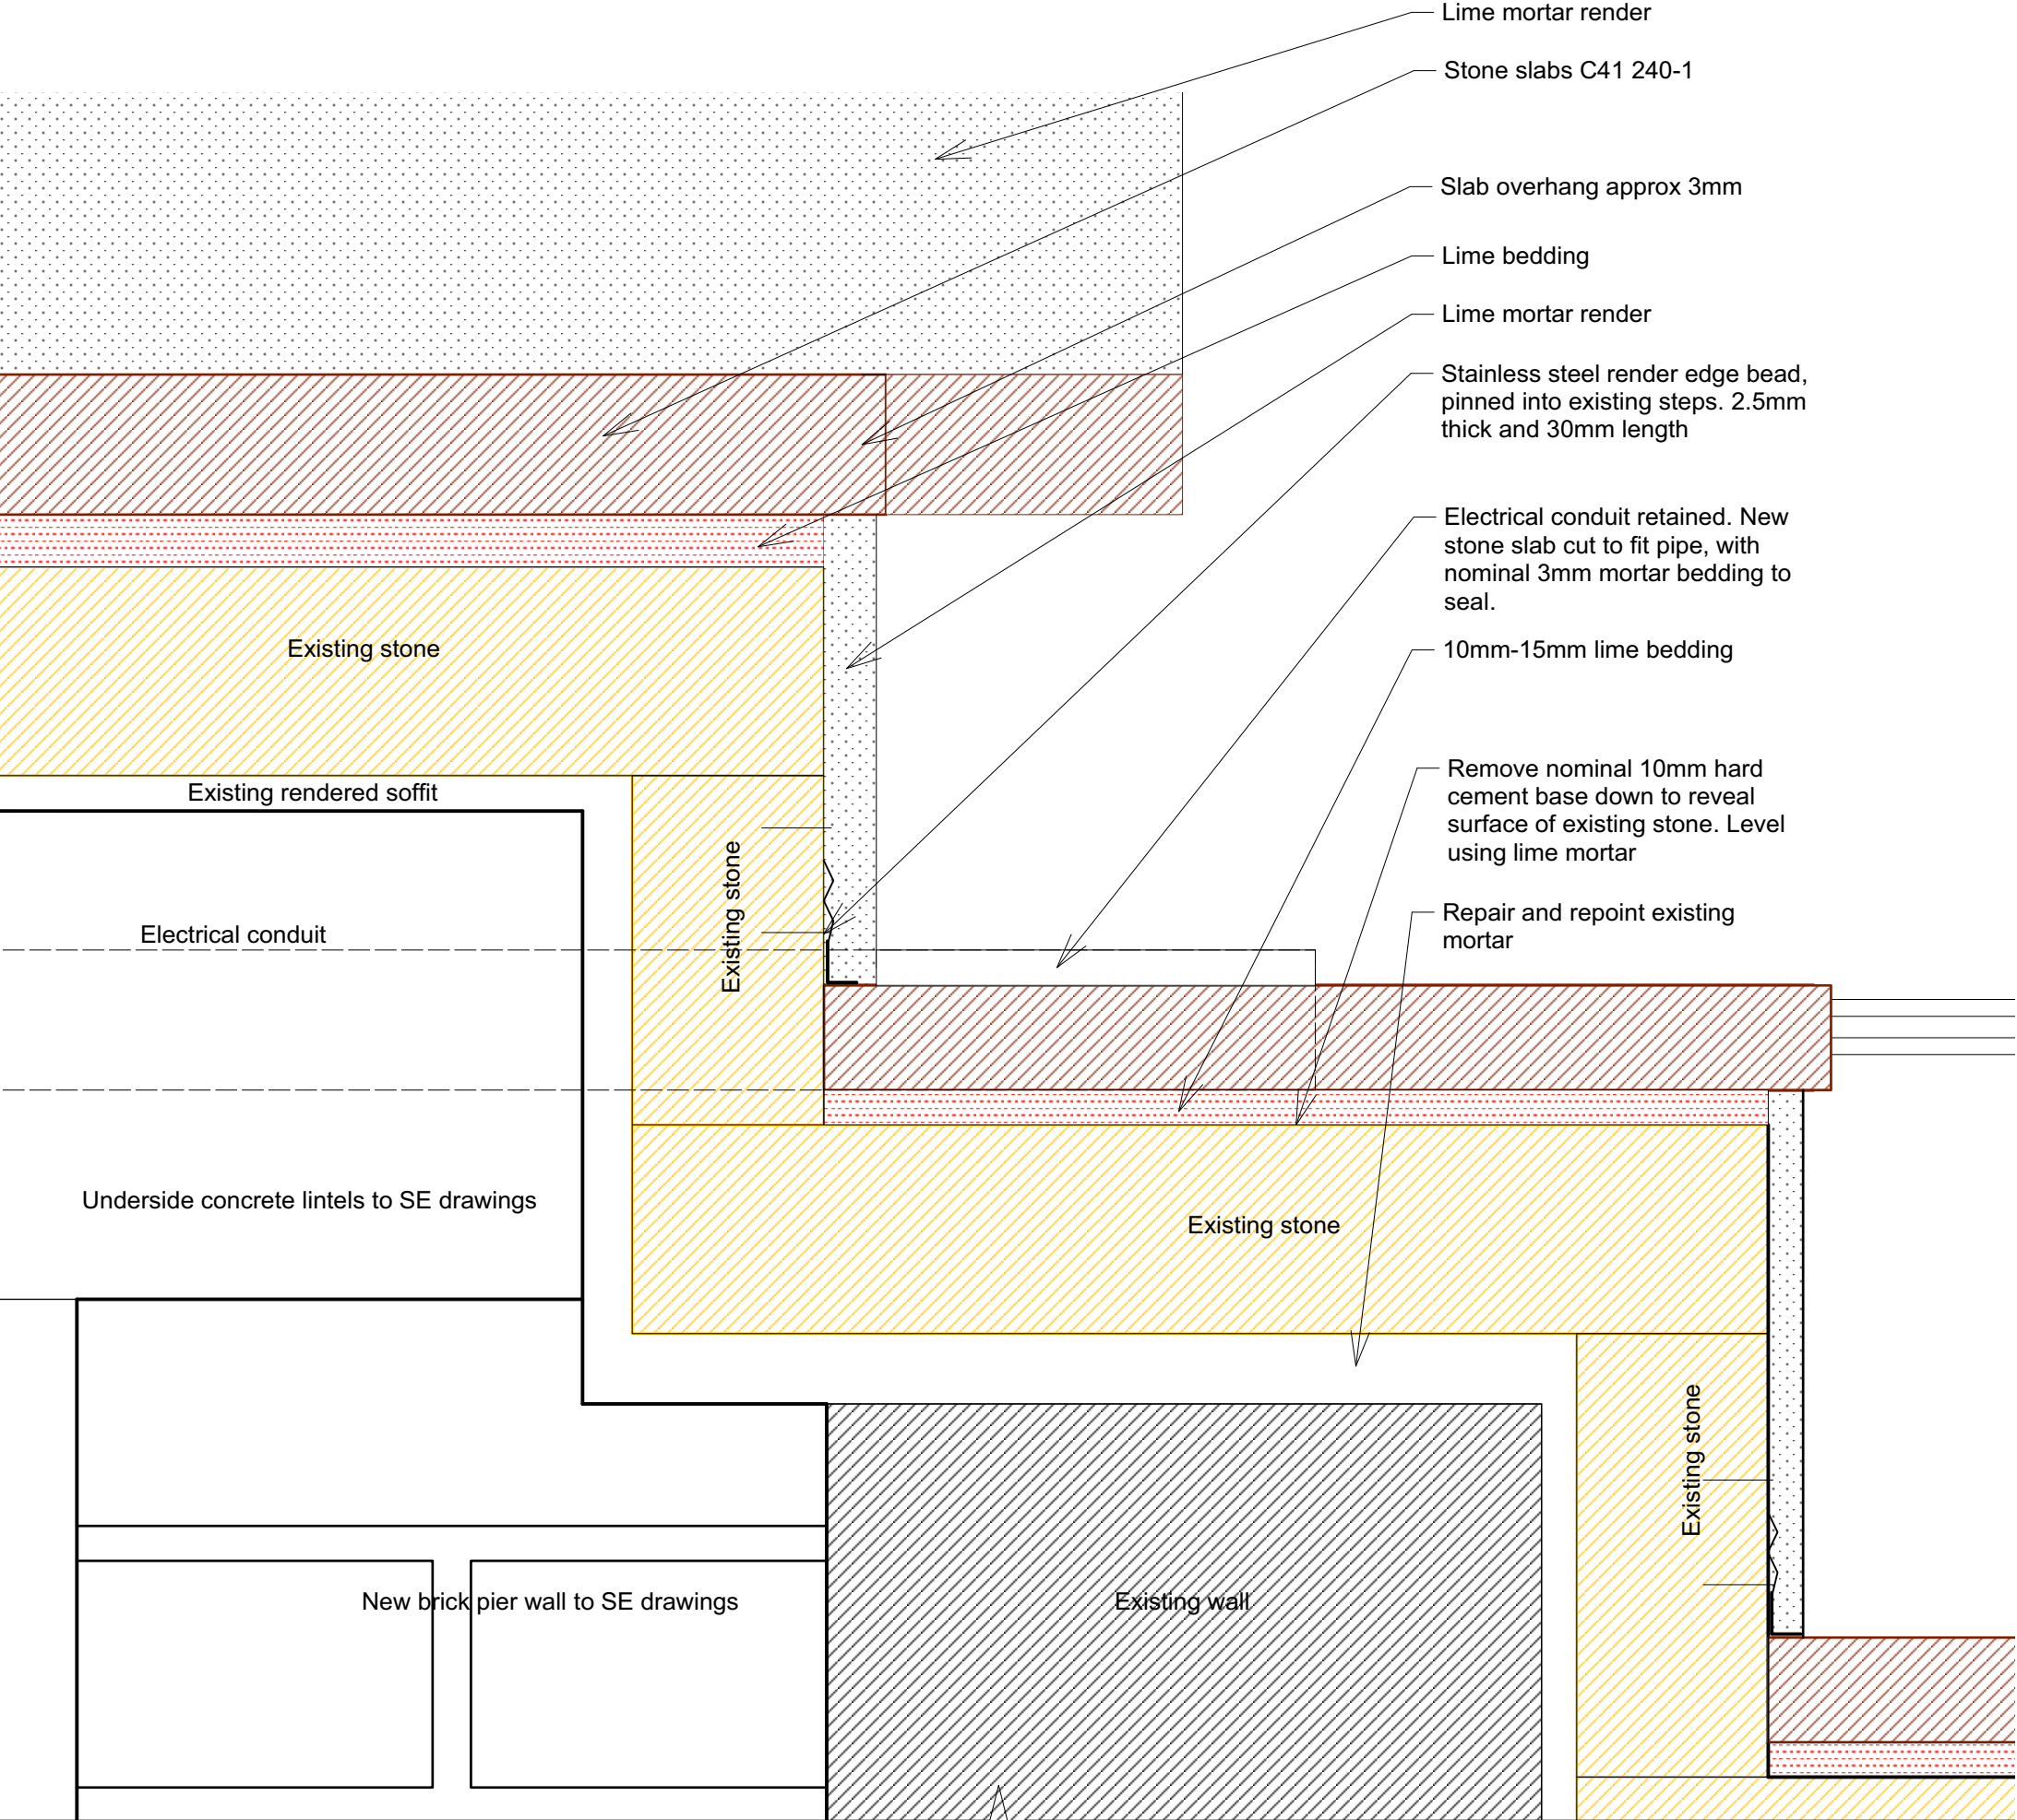 Lime mortar render
Stone slabs C41 240-1
Slab overhang approx 3mm
Lime bedding
Lime mortar render
Stainless steel render edge bead,
pinned into existing steps. 2.5mm
thick and 30mm length
Electrical conduit retained. New
stone slab cut to fit pipe, with
nominal 3mm mortar bedding to
seal.
10mm-15mm lime bedding
Remove nominal 10mm hard
cement base down to reveal
surface of existing stone. Level
using lime mortar
Repair and repoint existing
mortar
Existing stone
Existing rendered soffit
Existing stone
Electrical conduit
Underside concrete lintels to SE drawings
Existing stone
Existing stone
New brick pier wall to SE drawings
Existing wall